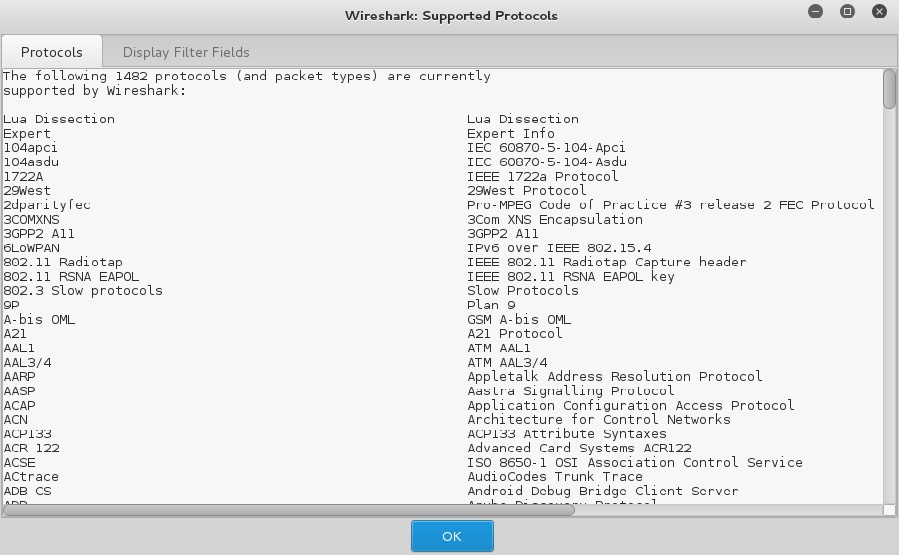 Wireshark: Supported Protocols
Protocols Display Filter Fields
The following 1482 protocols (and packet types) are currently
supported by Wireshark:
Lua Dissection Lua Dissection
Expert Expert Info
104apci IEC 60870-5-104-Apci
104asdu IEC 60870-5-104-Asdu
1722A IEEE 1722a Protocol
29West 29West Protocol
2dparityfec Pro-MPEG Code of Practice #3 release 2 FEC Protocol
3COMXNS 3Com XNS Encapsulation
3GPP2 A11 3GPP2 A11
6LoWPAN IPv6 over IEEE 802.15.4
802.11 Radiotap IEEE 802.11 Radiotap Capture header
802.11 RSNA EAPOL IEEE 802.11 RSNA EAPOL key
802.3 Slow protocols Slow Protocols
9P Plan 9
A-bis OML GSM A-bis OML
A21 A21 Protocol
AAL1 ATM AAL1
AAL3/4 ATM AAL3/4
AARP Appletalk Address Resolution Protocol
AASP Aastra Signalling Protocol
ACAP Application Configuration Access Protocol
ACN Architecture for Control Networks
ACP133 ACP133 Attribute Syntaxes
ACR 122 Advanced Card Systems ACR122
ACSE ISO 8650-1 OSI Association Control Service
ACtrace AudioCodes Trunk Trace
ADB CS Android Debug Bridge Client Server
OK